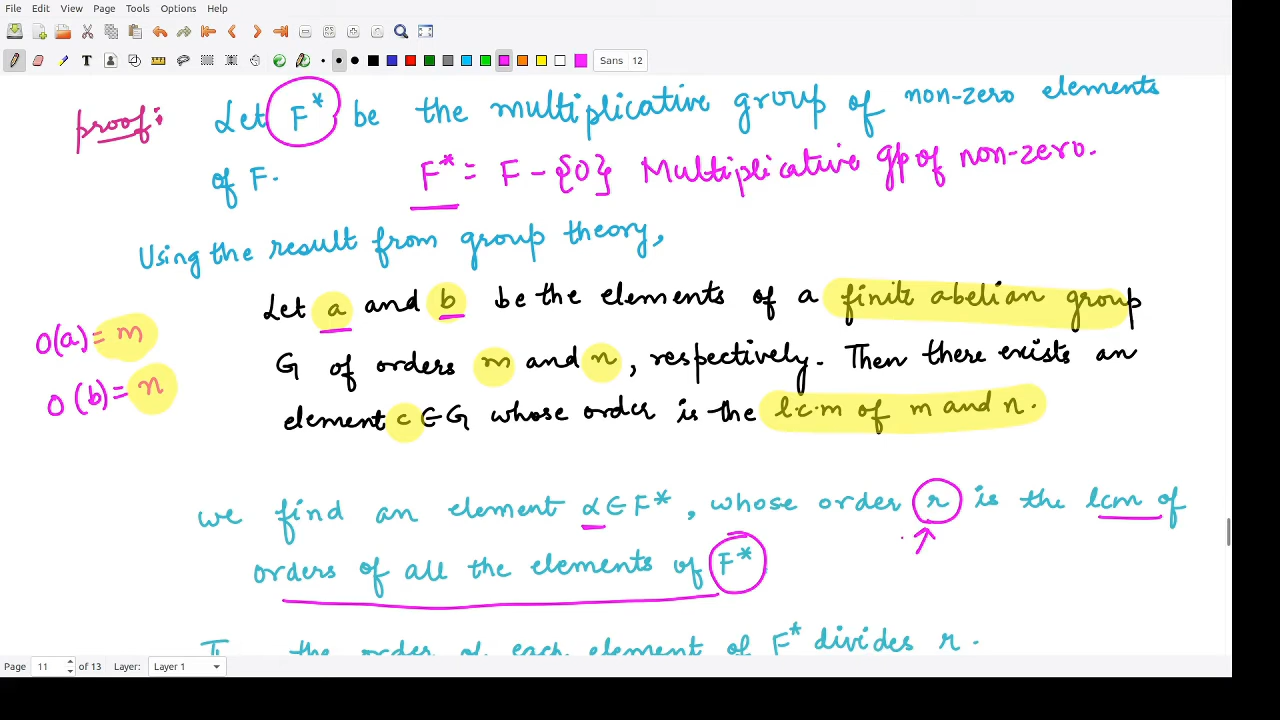 File Edit View Page Tools Options Help
Sans 12
proof: Let F* be the multiplicative group of non-zero elements
of F. F* = F - {0} Multiplicative gp of non-zero.
Using the result from group theory,
Let a and b be the elements of a finite abelian group
O(a) = m
G of orders m and n, respectively. Then there exists an
O(b) = n
element c ∈ G whose order is the l.c.m of m and n.
we find an element α ∈ F*, whose order r is the lcm of
orders of all the elements of F*
the order of each element of F* divides r.
Page 11 of 13 Layer: Layer 1